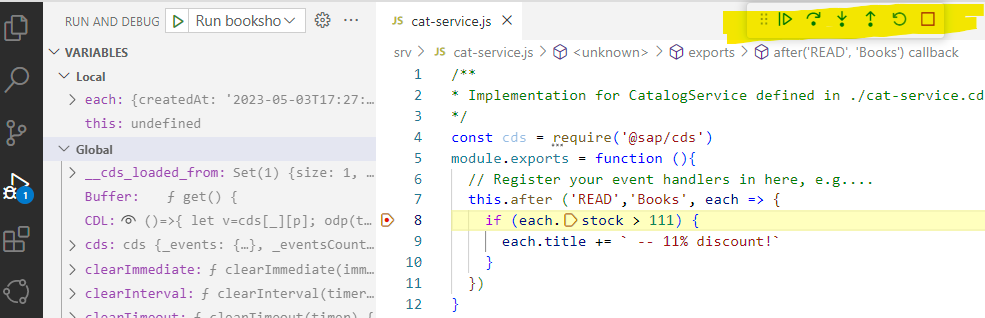 RUN AND DEBUG
Run booksho
VARIABLES
Local
each: {createdAt: '2023-05-03T17:27:…
this: undefined
Global
__cds_loaded_from: Set(1) {size: 1, …
Buffer: ƒ get() {
CDL: ()=>{ let v=cds[_][p]; odp(t…
cds: cds {_events: {…}, _eventsCount…
clearImmediate: ƒ clearImmediate(imm…
clearInterval: ƒ clearInterval(timer…
clearTimeout: ƒ clearTimeout(timer) {
1
JS cat-service.js
srv > JS cat-service.js > <unknown> > exports > after('READ', 'Books') callback
1 /**
2 * Implementation for CatalogService defined in ./cat-service.cd
3 */
4 const cds = require('@sap/cds')
5 module.exports = function (){
6 // Register your event handlers in here, e.g....
7 this.after ('READ','Books', each => {
8 if (each.stock > 111) {
9 each.title += ` -- 11% discount!`
10 }
11 })
12 }